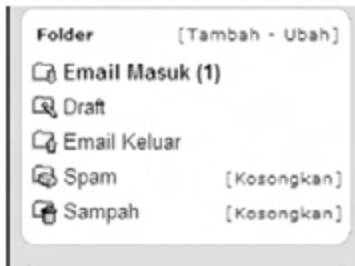 Folder [Tambah - Ubah]
Email Masuk (1)
Draft
Email Keluar
Spam [Kosongkan]
Sampah [Kosongkan]